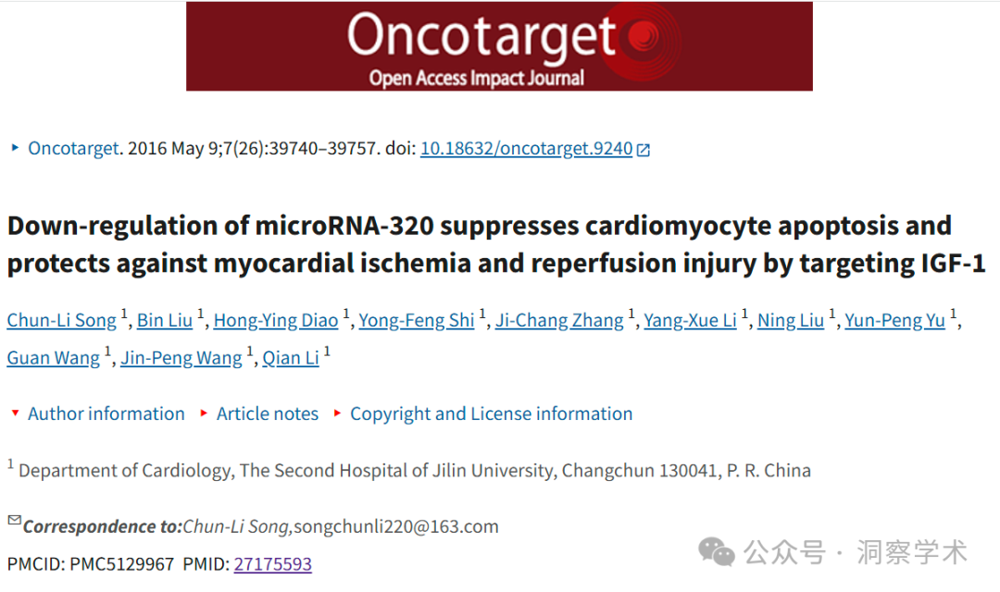 Oncotarget
Open Access Impact Journal
Oncotarget. 2016 May 9;7(26):39740–39757. doi: 10.18632/oncotarget.9240
Down-regulation of microRNA-320 suppresses cardiomyocyte apoptosis and
protects against myocardial ischemia and reperfusion injury by targeting IGF-1
Chun-Li Song 1, Bin Liu 1, Hong-Ying Diao 1, Yong-Feng Shi 1, Ji-Chang Zhang 1, Yang-Xue Li 1, Ning Liu 1, Yun-Peng Yu 1,
Guan Wang 1, Jin-Peng Wang 1, Qian Li 1
Author information Article notes Copyright and License information
1 Department of Cardiology, The Second Hospital of Jilin University, Changchun 130041, P. R. China
Correspondence to:Chun-Li Song,songchunli220@163.com
PMCID: PMC5129967 PMID: 27175593
公众号 · 洞察学术